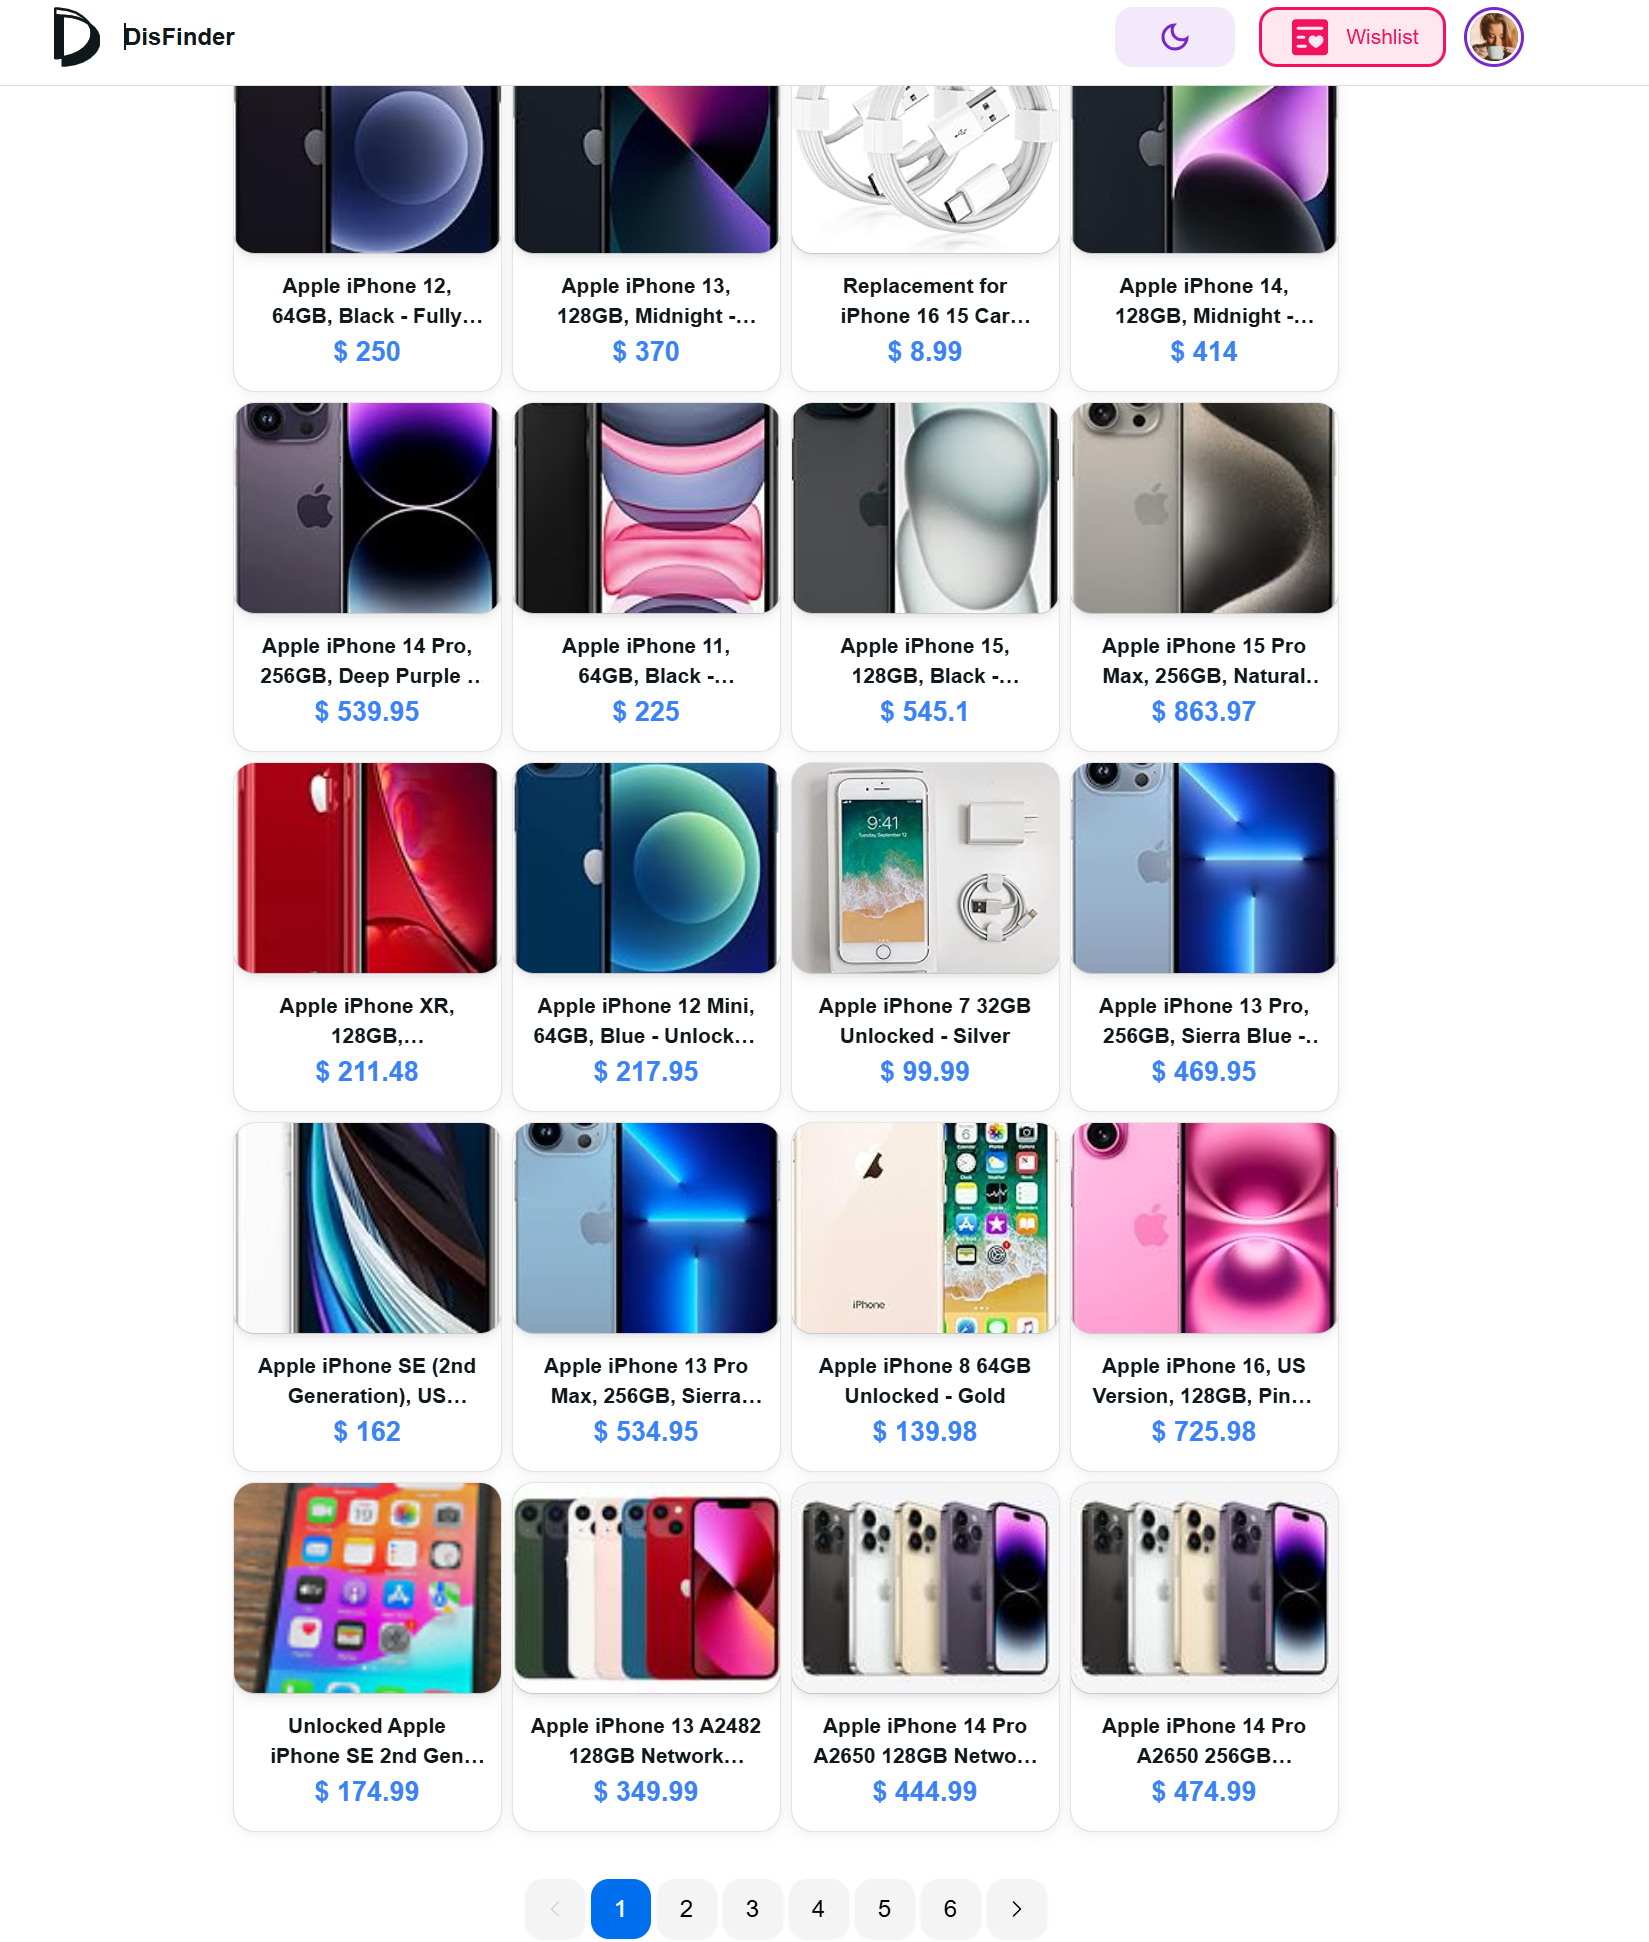 DisFinder
Wishlist
Apple iPhone 12,
64GB, Black - Fully...
$ 250
Apple iPhone 13,
128GB, Midnight -...
$ 370
Replacement for
iPhone 16 15 Car...
$ 8.99
Apple iPhone 14,
128GB, Midnight -...
$ 414
Apple iPhone 14 Pro,
256GB, Deep Purple ..
$ 539.95
Apple iPhone 11,
64GB, Black -...
$ 225
Apple iPhone 15,
128GB, Black -...
$ 545.1
Apple iPhone 15 Pro
Max, 256GB, Natural..
$ 863.97
Apple iPhone XR,
128GB,...
$ 211.48
Apple iPhone 12 Mini,
64GB, Blue - Unlock...
$ 217.95
9:41
Apple iPhone 7 32GB
Unlocked - Silver
$ 99.99
Apple iPhone 13 Pro,
256GB, Sierra Blue -..
$ 469.95
Apple iPhone SE (2nd
Generation), US...
$ 162
Apple iPhone 13 Pro
Max, 256GB, Sierra...
$ 534.95
iPhone
Apple iPhone 8 64GB
Unlocked - Gold
$ 139.98
Apple iPhone 16, US
Version, 128GB, Pin...
$ 725.98
Unlocked Apple
iPhone SE 2nd Gen...
$ 174.99
Apple iPhone 13 A2482
128GB Network...
$ 349.99
Apple iPhone 14 Pro
A2650 128GB Netwo...
$ 444.99
Apple iPhone 14 Pro
A2650 256GB...
$ 474.99
1 2 3 4 5 6